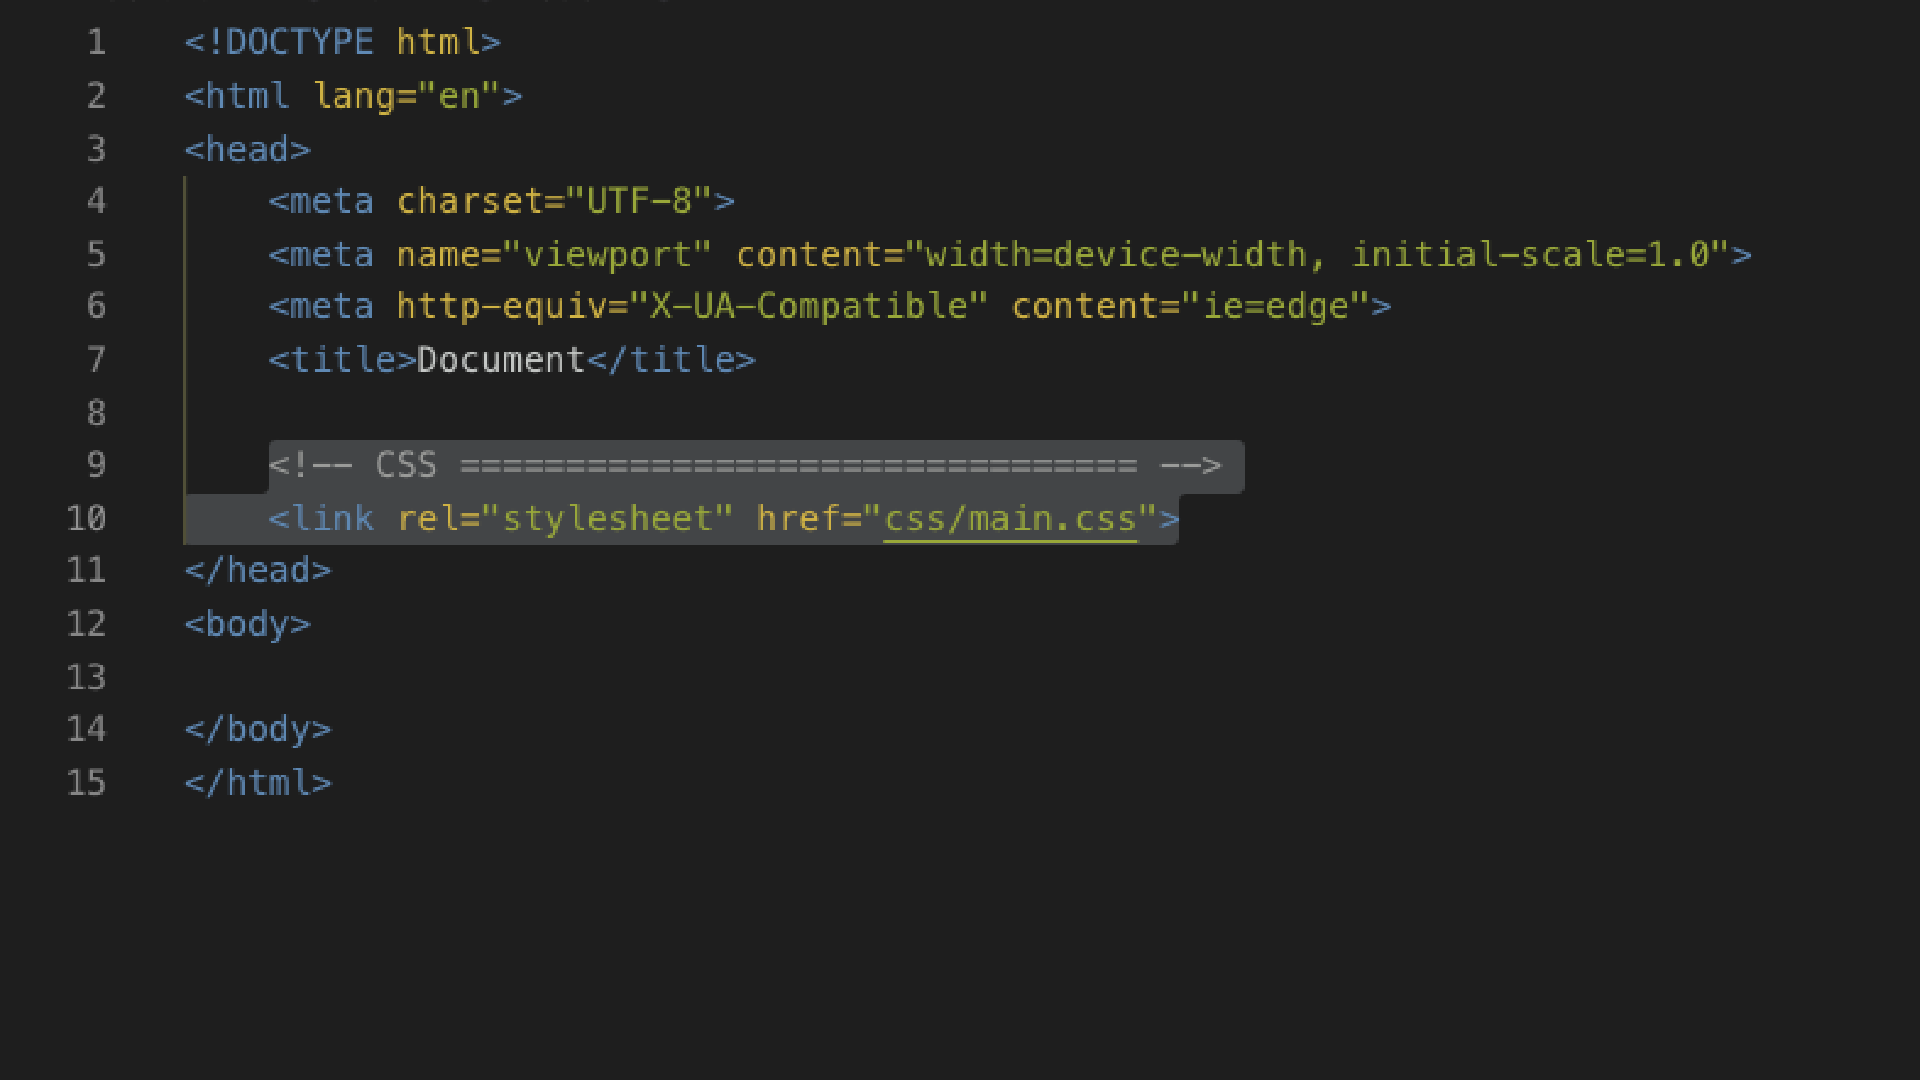 1 <!DOCTYPE html>
2 <html lang="en">
3 <head>
4 <meta charset="UTF-8">
5 <meta name="viewport" content="width=device-width, initial-scale=1.0">
6 <meta http-equiv="X-UA-Compatible" content="ie=edge">
7 <title>Document</title>
8
9 <!-- CSS ================================ -->
10 <link rel="stylesheet" href="css/main.css">
11 </head>
12 <body>
13
14 </body>
15 </html>